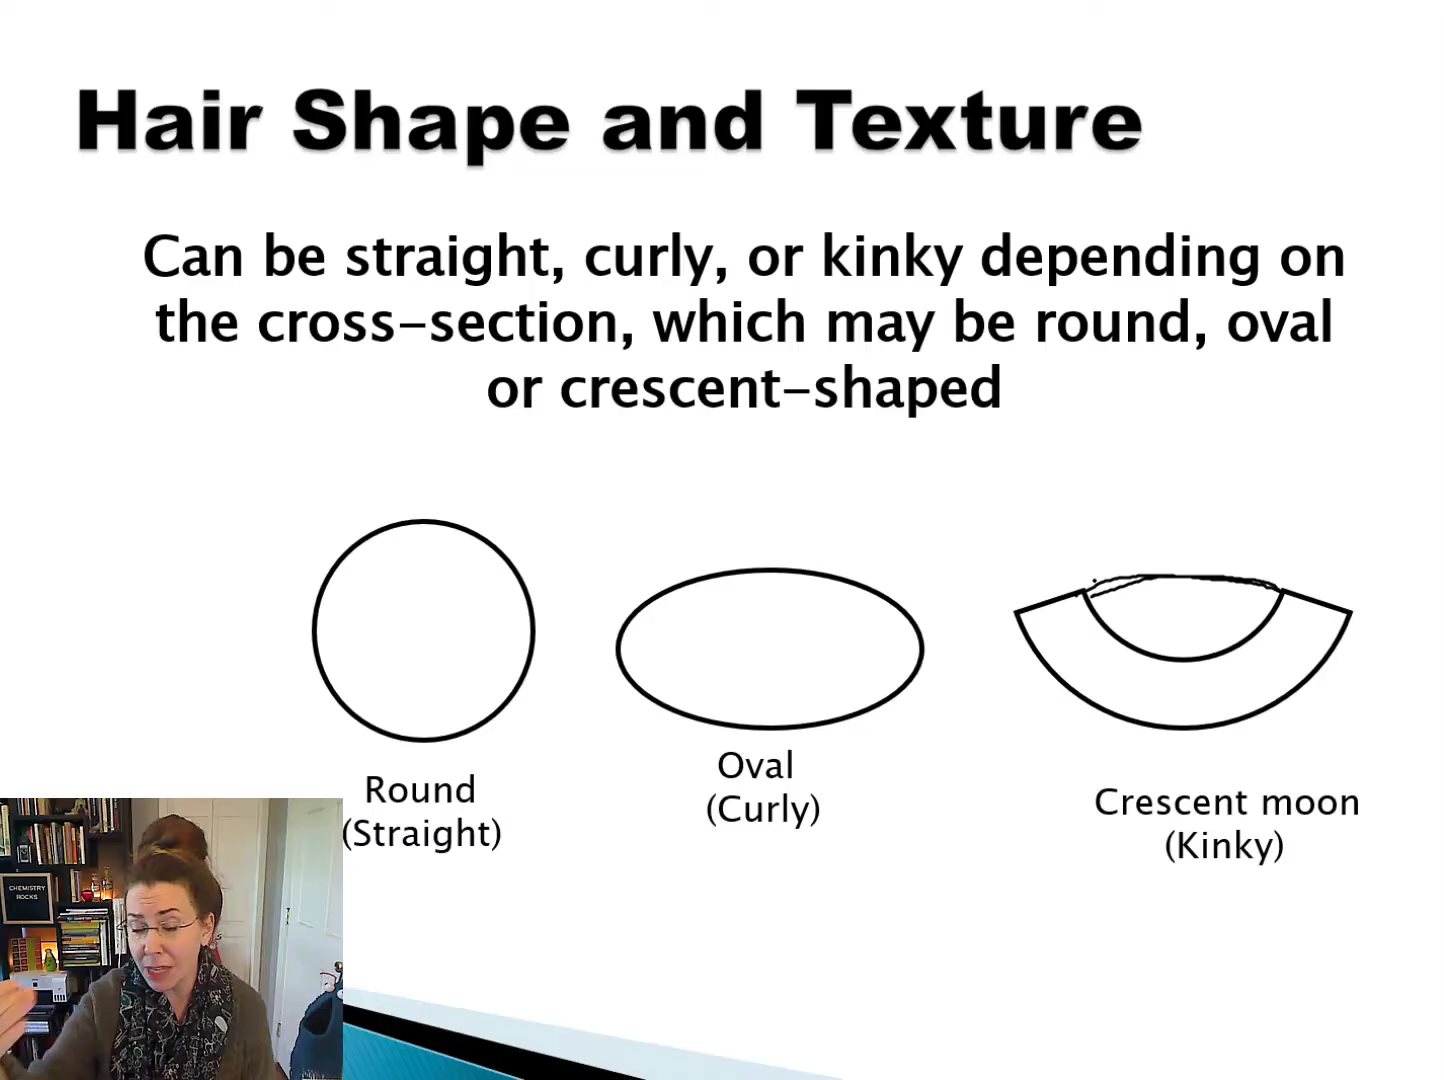 Hair Shape and Texture
Can be straight, curly, or kinky depending on
the cross-section, which may be round, oval
or crescent-shaped
Round
(Straight)
Oval
(Curly)
Crescent moon
(Kinky)
CHEMISTRY
ROCKS